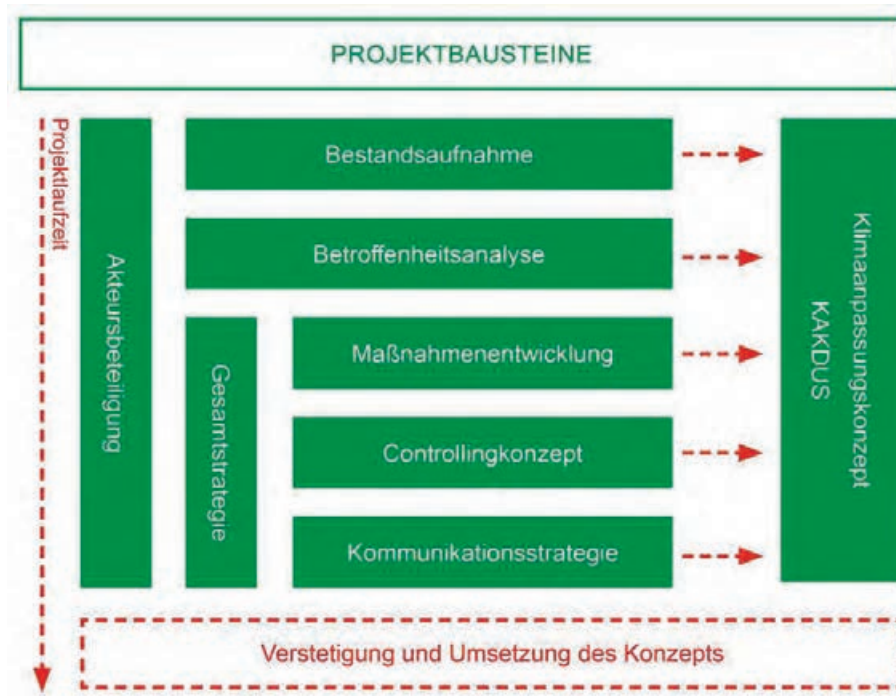 PROJEKTBAUSTEINE
Projektlaufzeit
Akteursbeteiligung
Bestandsaufnahme
Betroffenheitsanalyse
Gesamtstrategie
Maßnahmenentwicklung
Controllingkonzept
Kommunikationsstrategie
Klimaanpassungskonzept
KAKDUS
Verstetigung und Umsetzung des Konzepts